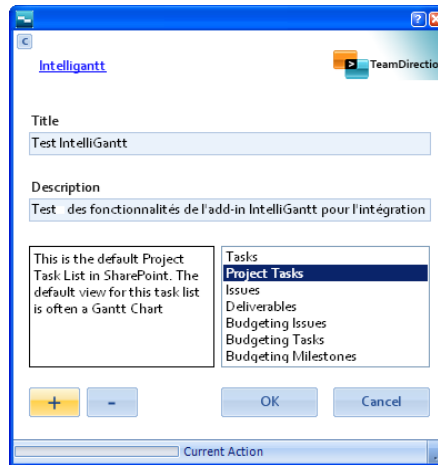 C
Intelligantt
TeamDirectio
Title
Test IntelliGantt
Description
Test des fonctionnalités de l'add-in IntelliGantt pour l'intégration
This is the default Project
Task List in SharePoint. The
default view for this task list
is often a Gantt Chart
Tasks
Project Tasks
Issues
Deliverables
Budgeting Issues
Budgeting Tasks
Budgeting Milestones
+ - OK Cancel
Current Action